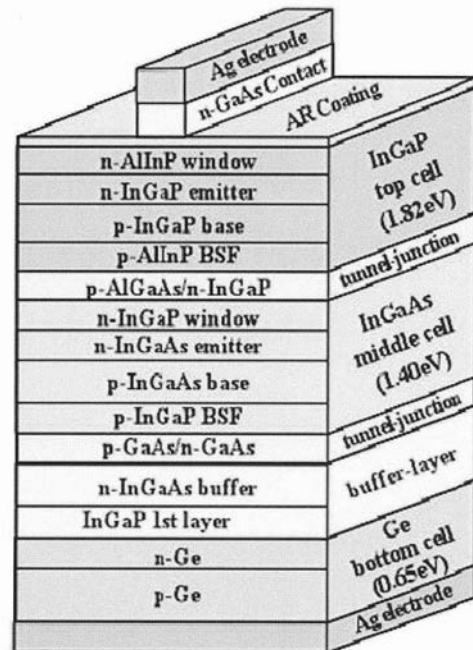 Ag electrode
n-GaAs Contact
AR Coating
n-AlInP window
n-InGaP emitter
p-InGaP base
p-AlInP BSF
p-AlGaAs/n-InGaP
n-InGaP window
n-InGaAs emitter
p-InGaAs base
p-InGaP BSF
p-GaAs/n-GaAs
n-InGaAs buffer
InGaP 1st layer
n-Ge
p-Ge
InGaP
top cell
(1.82eV)
tunnel-junction
InGaAs
middle cell
(1.40eV)
tunnel-junction
buffer-layer
Ge
bottom cell
(0.65eV)
Ag electrode